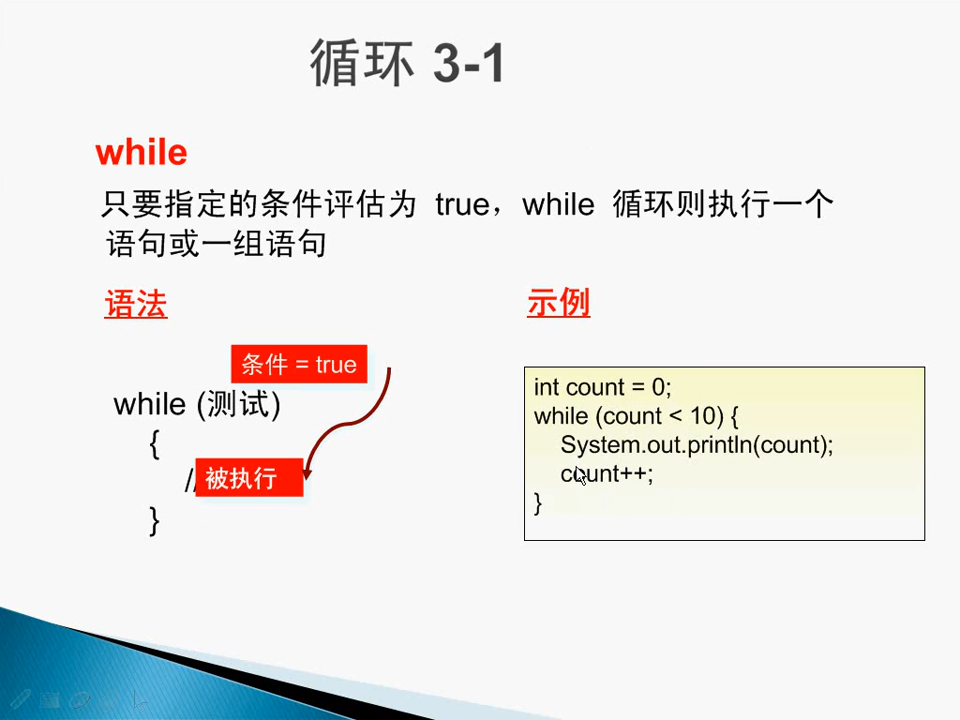 循环 3-1
while
只要指定的条件评估为 true，while 循环则执行一个
语句或一组语句
语法
示例
条件 = true
while (测试)
{
//
被执行
}
int count = 0;
while (count < 10) {
System.out.println(count);
count++;
}